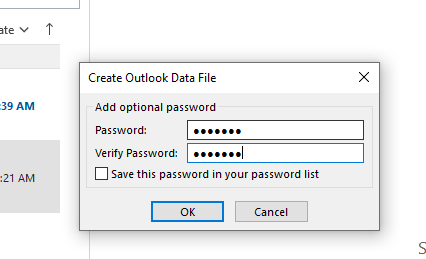 ate
:39 AM
:21 AM
Create Outlook Data File
Add optional password
Password: ●●●●●●●
Verify Password: ●●●●●●●
Save this password in your password list
OK Cancel
S